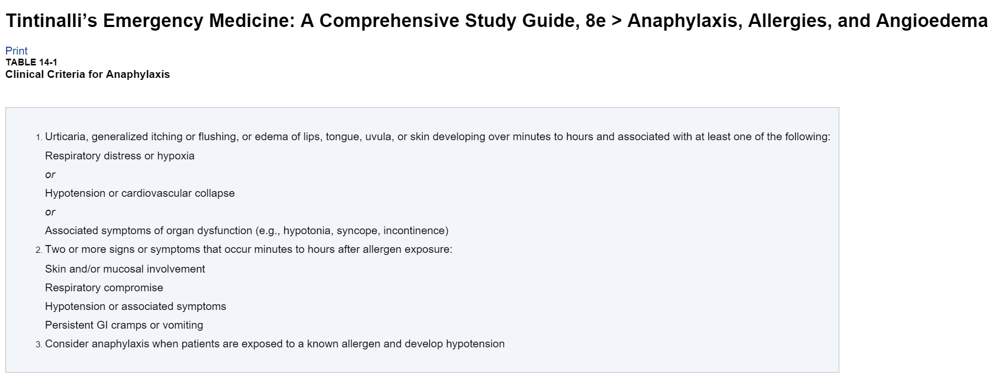 Tintinalli’s Emergency Medicine: A Comprehensive Study Guide, 8e > Anaphylaxis, Allergies, and Angioedema
Print
TABLE 14-1
Clinical Criteria for Anaphylaxis
1. Urticaria, generalized itching or flushing, or edema of lips, tongue, uvula, or skin developing over minutes to hours and associated with at least one of the following:
Respiratory distress or hypoxia
or
Hypotension or cardiovascular collapse
or
Associated symptoms of organ dysfunction (e.g., hypotonia, syncope, incontinence)
2. Two or more signs or symptoms that occur minutes to hours after allergen exposure:
Skin and/or mucosal involvement
Respiratory compromise
Hypotension or associated symptoms
Persistent GI cramps or vomiting
3. Consider anaphylaxis when patients are exposed to a known allergen and develop hypotension